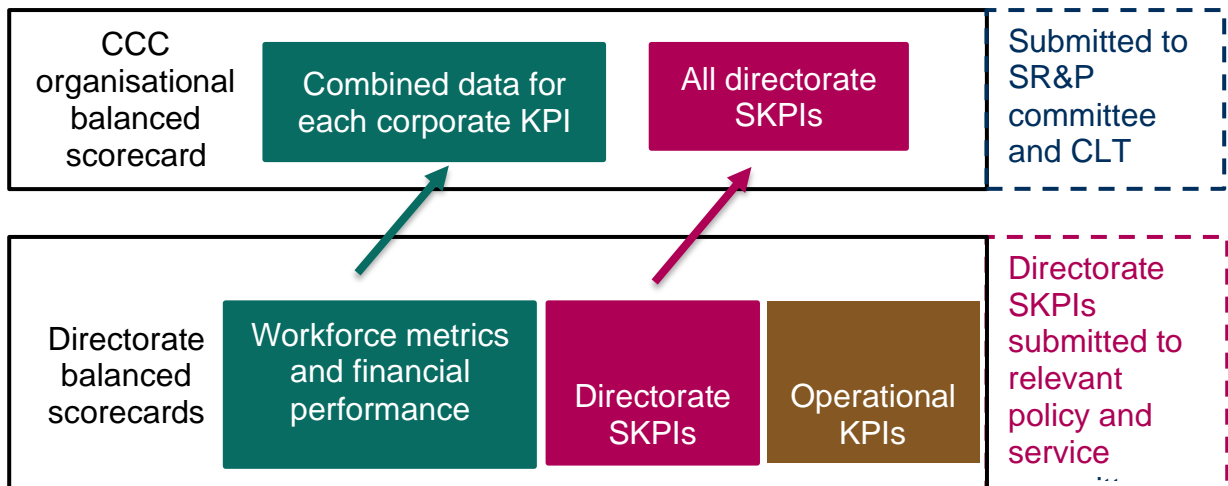 CCC
organisational
balanced
scorecard
Combined data for
each corporate KPI
All directorate
SKPIs
Submitted to
SR&P
committee
and CLT
Directorate
balanced
scorecards
Workforce metrics
and financial
performance
Directorate
SKPIs
Operational
KPIs
Directorate
SKPIs
submitted to
relevant
policy and
service